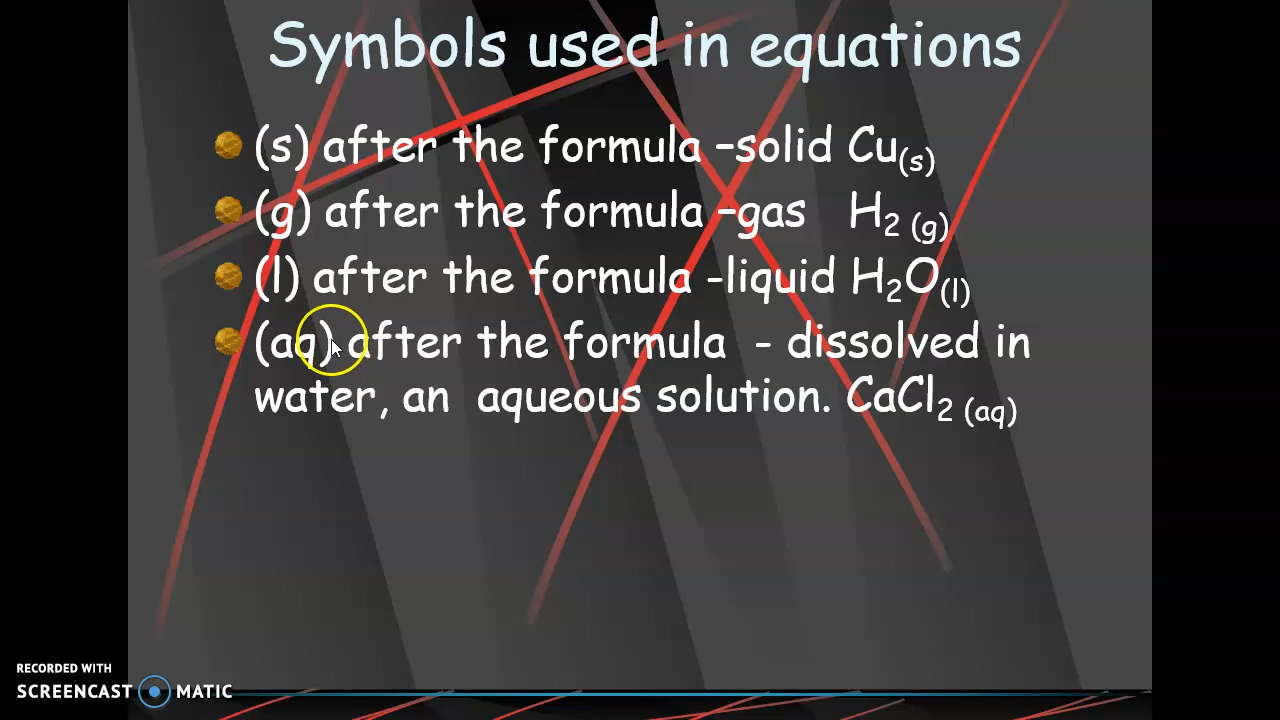 Symbols used in equations
(s) after the formula –solid Cu(s)
(g) after the formula –gas H2 (g)
(l) after the formula -liquid H2O(l)
(aq) after the formula - dissolved in
water, an aqueous solution. CaCl2 (aq)
RECORDED WITH
SCREENCAST MATIC